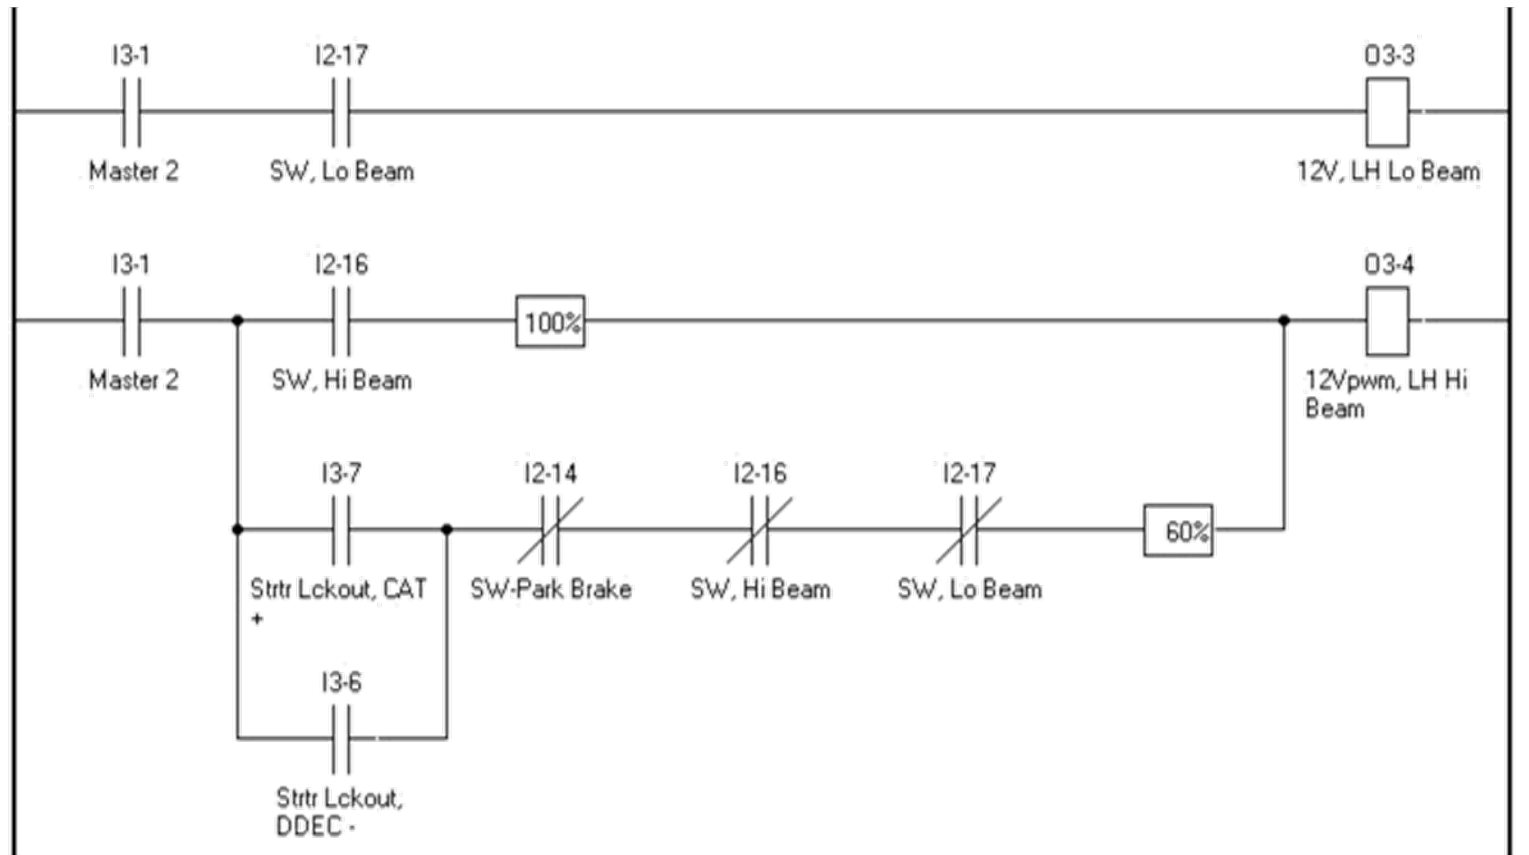 I3-1 I2-17 O3-3
Master 2 SW, Lo Beam 12V, LH Lo Beam
I3-1 I2-16 O3-4
100%
Master 2 SW, Hi Beam 12Vpwm, LH Hi
Beam
I3-7 I2-14 I2-16 I2-17
60%
Strtr Lckout, CAT SW-Park Brake SW, Hi Beam SW, Lo Beam
+
I3-6
Strtr Lckout,
DDEC -